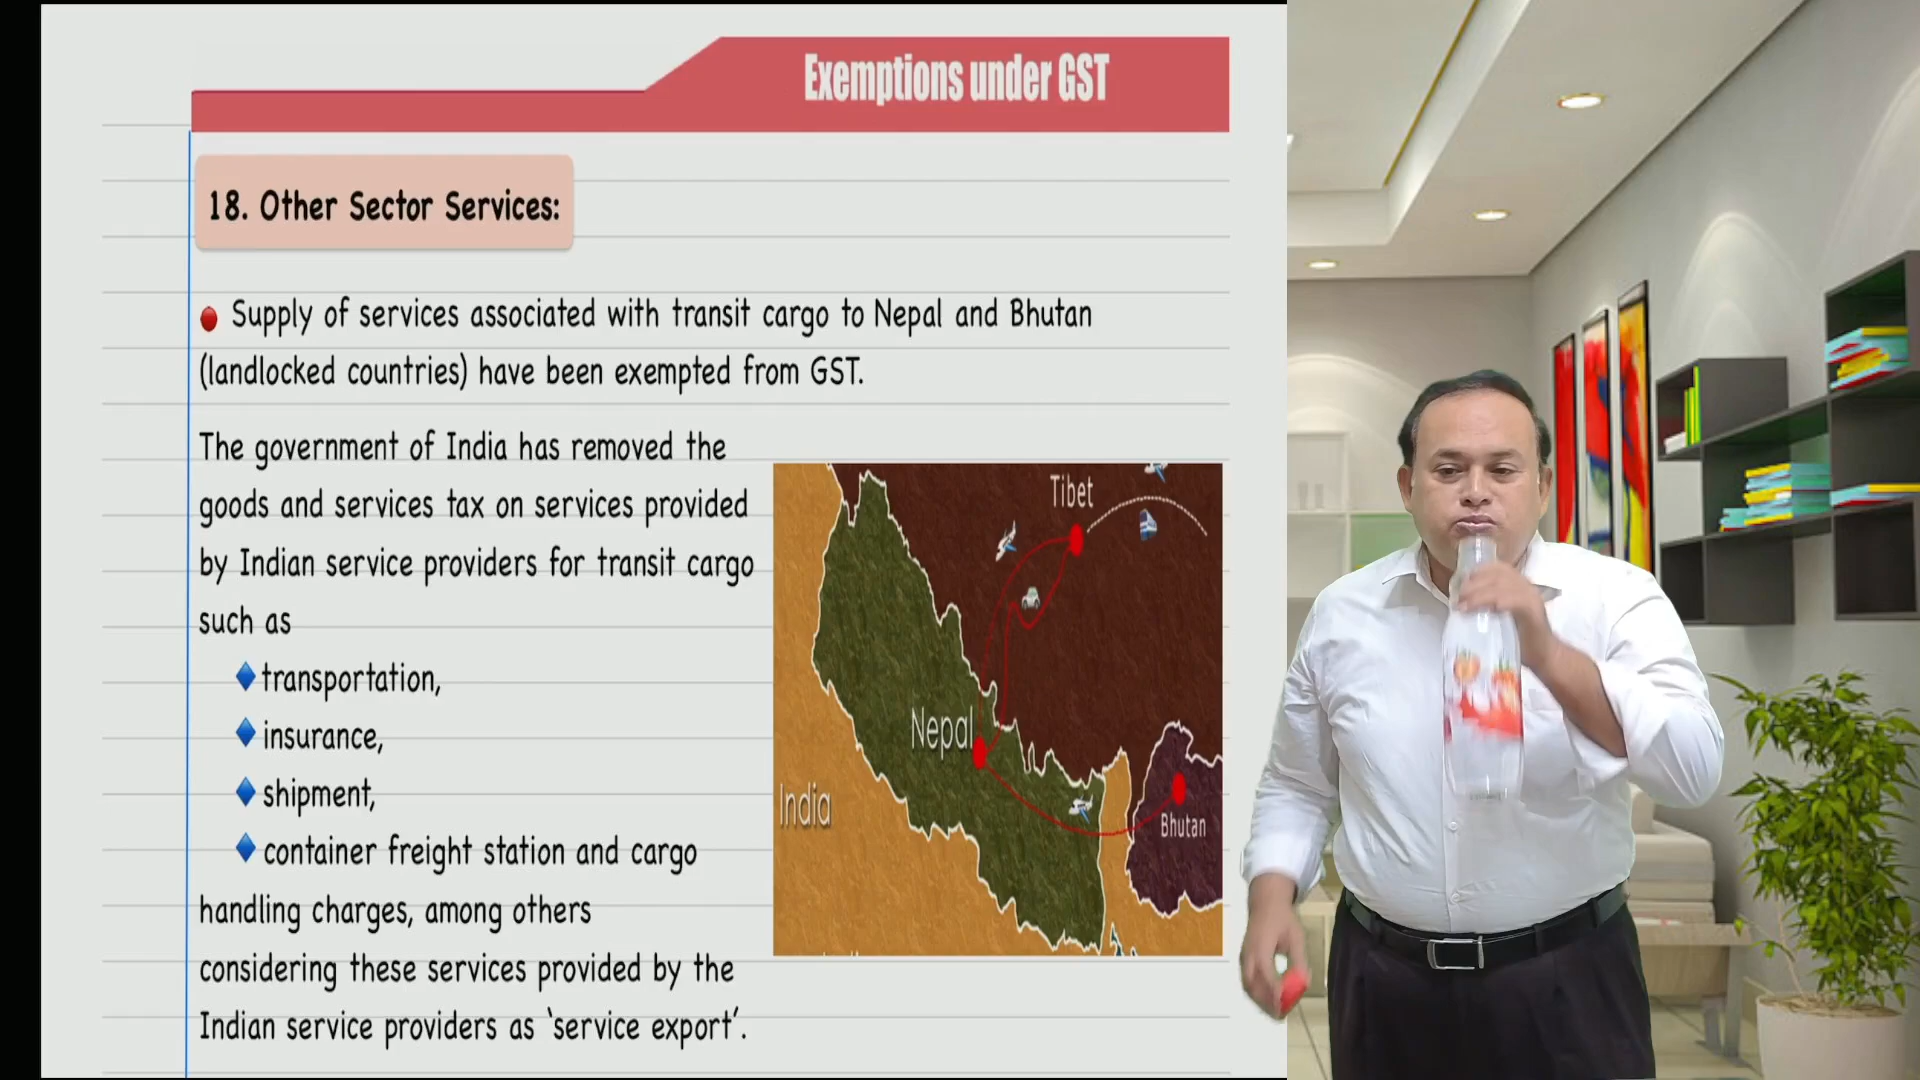 Exemptions under GST
18. Other Sector Services:
Supply of services associated with transit cargo to Nepal and Bhutan
(landlocked countries) have been exempted from GST.
The government of India has removed the
goods and services tax on services provided
by Indian service providers for transit cargo
such as
transportation,
insurance,
shipment,
container freight station and cargo
handling charges, among others
considering these services provided by the
Indian service providers as ‘service export’.
Tibet
Nepal
India
Bhutan